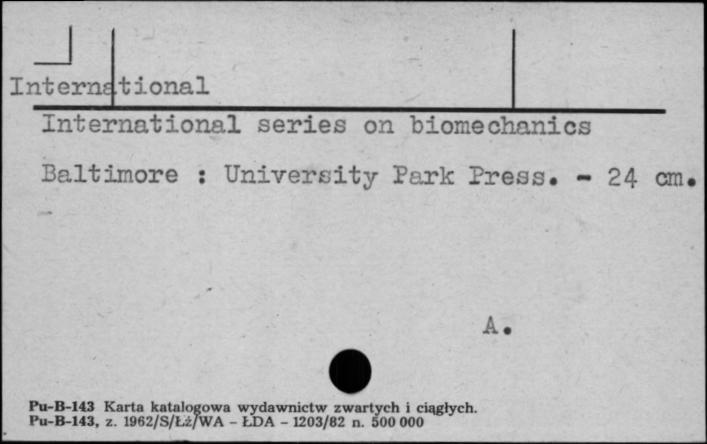 International
International series on biomechanics
Baltimore : University Park Press. - 24 cm.
A.
Pu-B-143 Karta katalogowa wydawnictw zwartych i ciągłych.
Pu-B-143, z. 1962/S/Łż/WA - ŁDA - 1203/82 n. 500 000